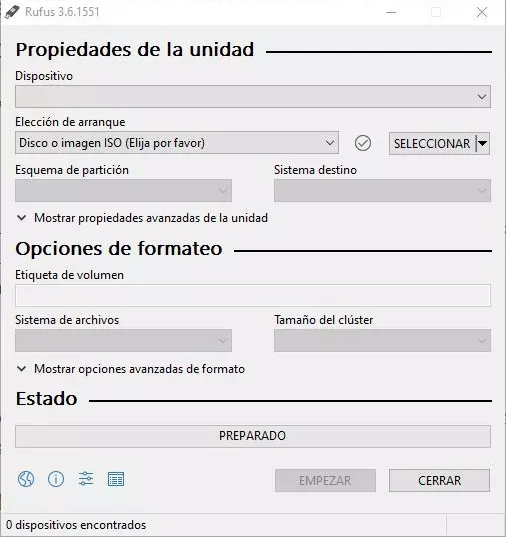 Rufus 3.6.1551
Propiedades de la unidad
Dispositivo
Elección de arranque
Disco o imagen ISO (Elija por favor)
SELECCIONAR
Esquema de partición
Sistema destino
Mostrar propiedades avanzadas de la unidad
Opciones de formateo
Etiqueta de volumen
Sistema de archivos
Tamaño del clúster
Mostrar opciones avanzadas de formato
Estado
PREPARADO
EMPEZAR
CERRAR
0 dispositivos encontrados